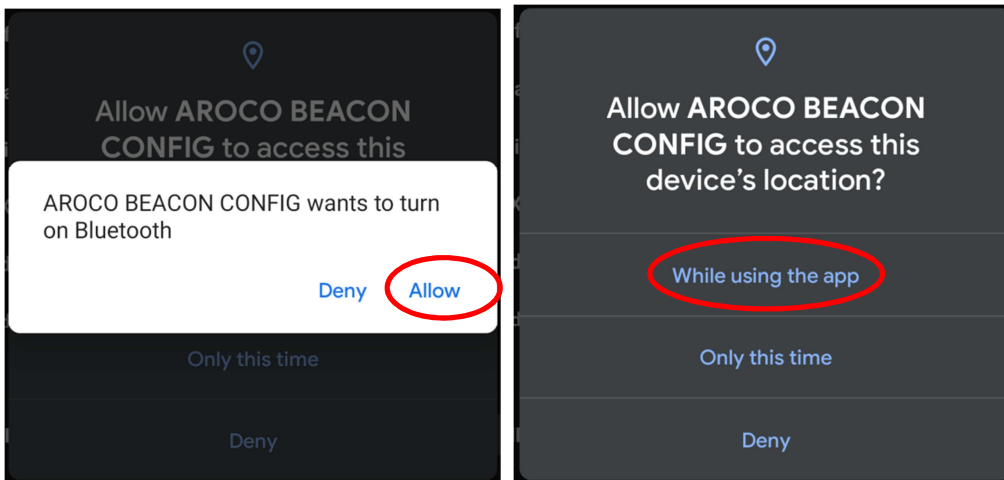 Allow AROCO BEACON
CONFIG to access this
AROCO BEACON CONFIG wants to turn
on Bluetooth
Deny
Allow
Only this time
Deny
Allow AROCO BEACON
CONFIG to access this
device's location?
While using the app
Only this time
Deny